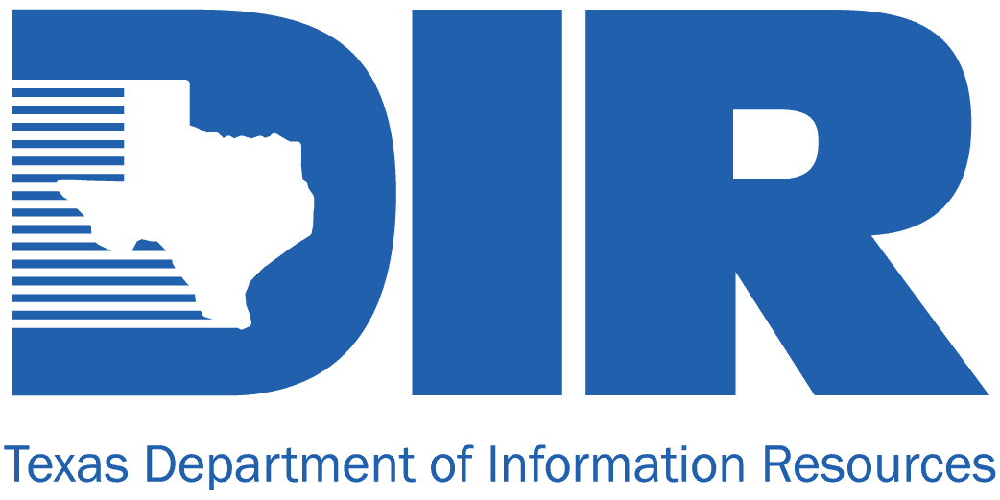 DIR
Texas Department of Information Resources